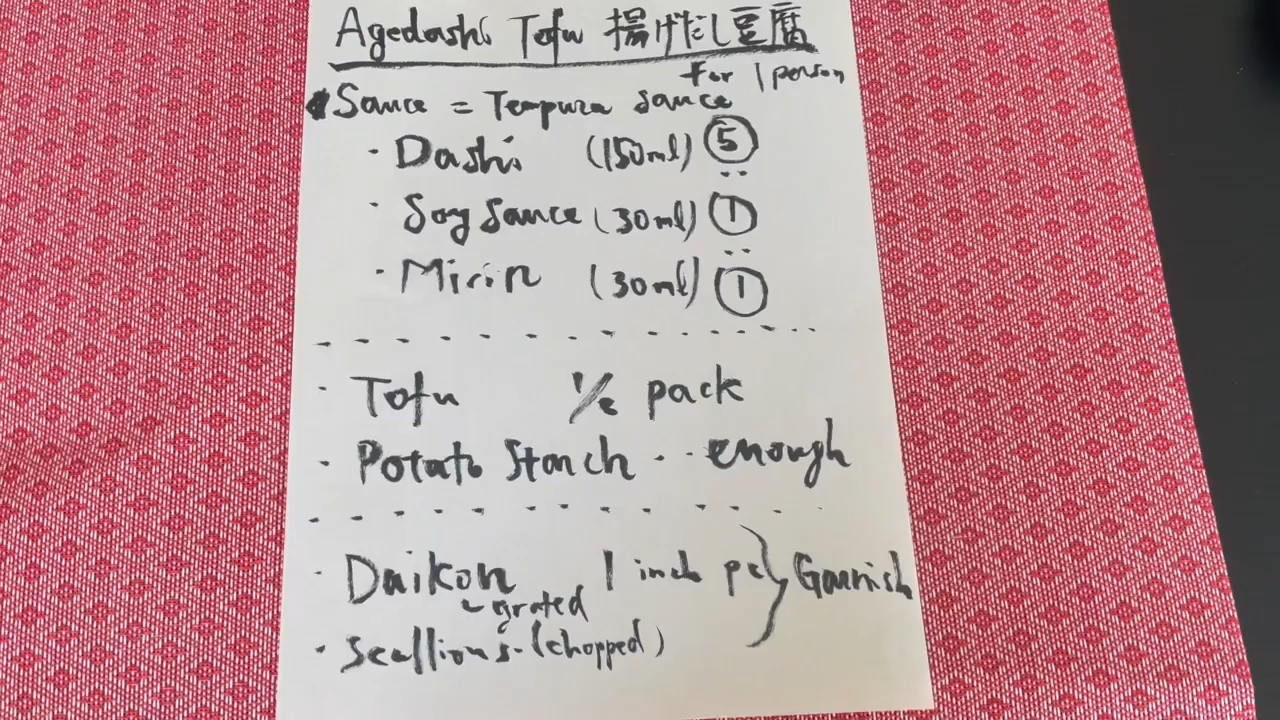 Agedashi Tofu 揚げだし豆腐
for 1 person
Sauce = Tempura sauce
・Dashi (150ml) ⑤
:
・Soy Sauce (30ml) ①
:
・Mirin (30ml) ①
・Tofu 1/2 pack
・Potato Starch ・・enough
・Daikon 1 inch pc } Garnish
grated
・Scallions・(chopped)